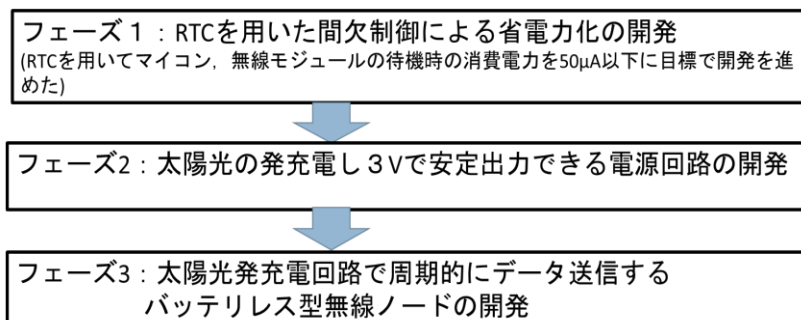 フェーズ１：RTCを用いた間欠制御による省電力化の開発
(RTCを用いてマイコン，無線モジュールの待機時の消費電力を50μA以下に目標で開発を進
めた)
フェーズ2：太陽光の発充電し３Vで安定出力できる電源回路の開発
フェーズ3：太陽光発充電回路で周期的にデータ送信する
バッテリレス型無線ノードの開発